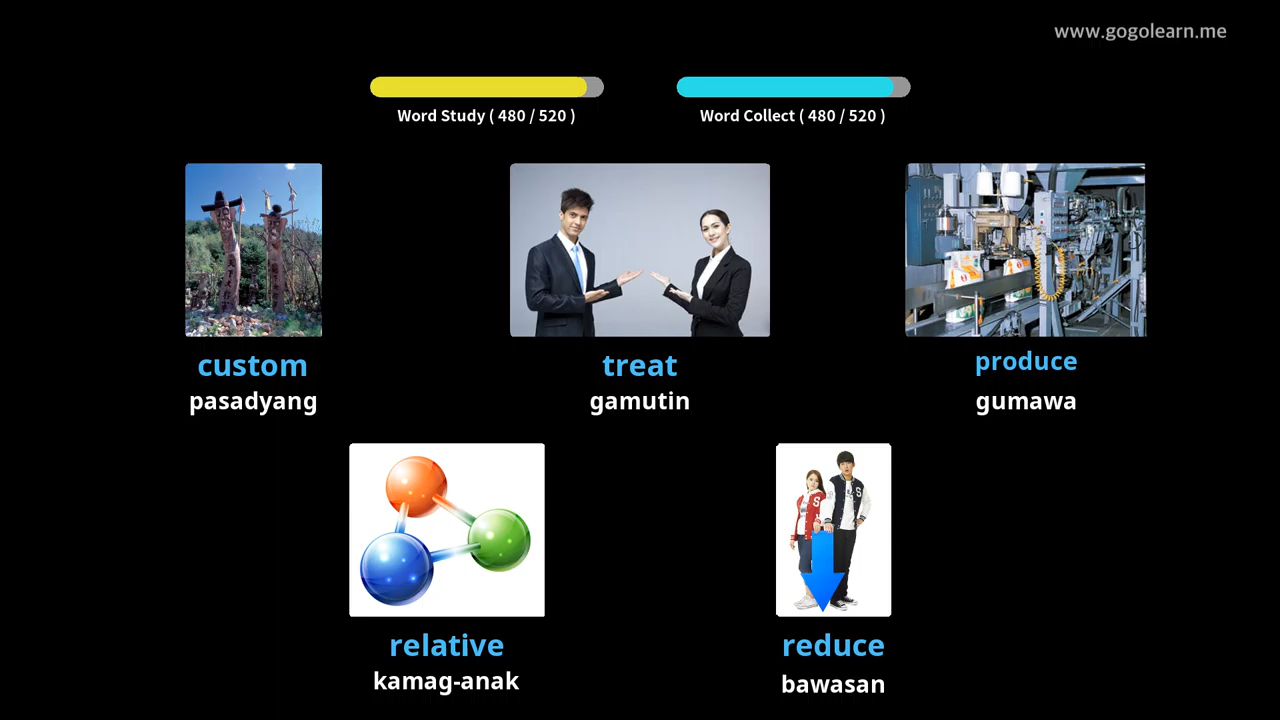 www.gogolearn.me
Word Study ( 480 / 520 )
Word Collect ( 480 / 520 )
custom
pasadyang
treat
gamutin
produce
gumawa
relative
kamag-anak
reduce
bawasan